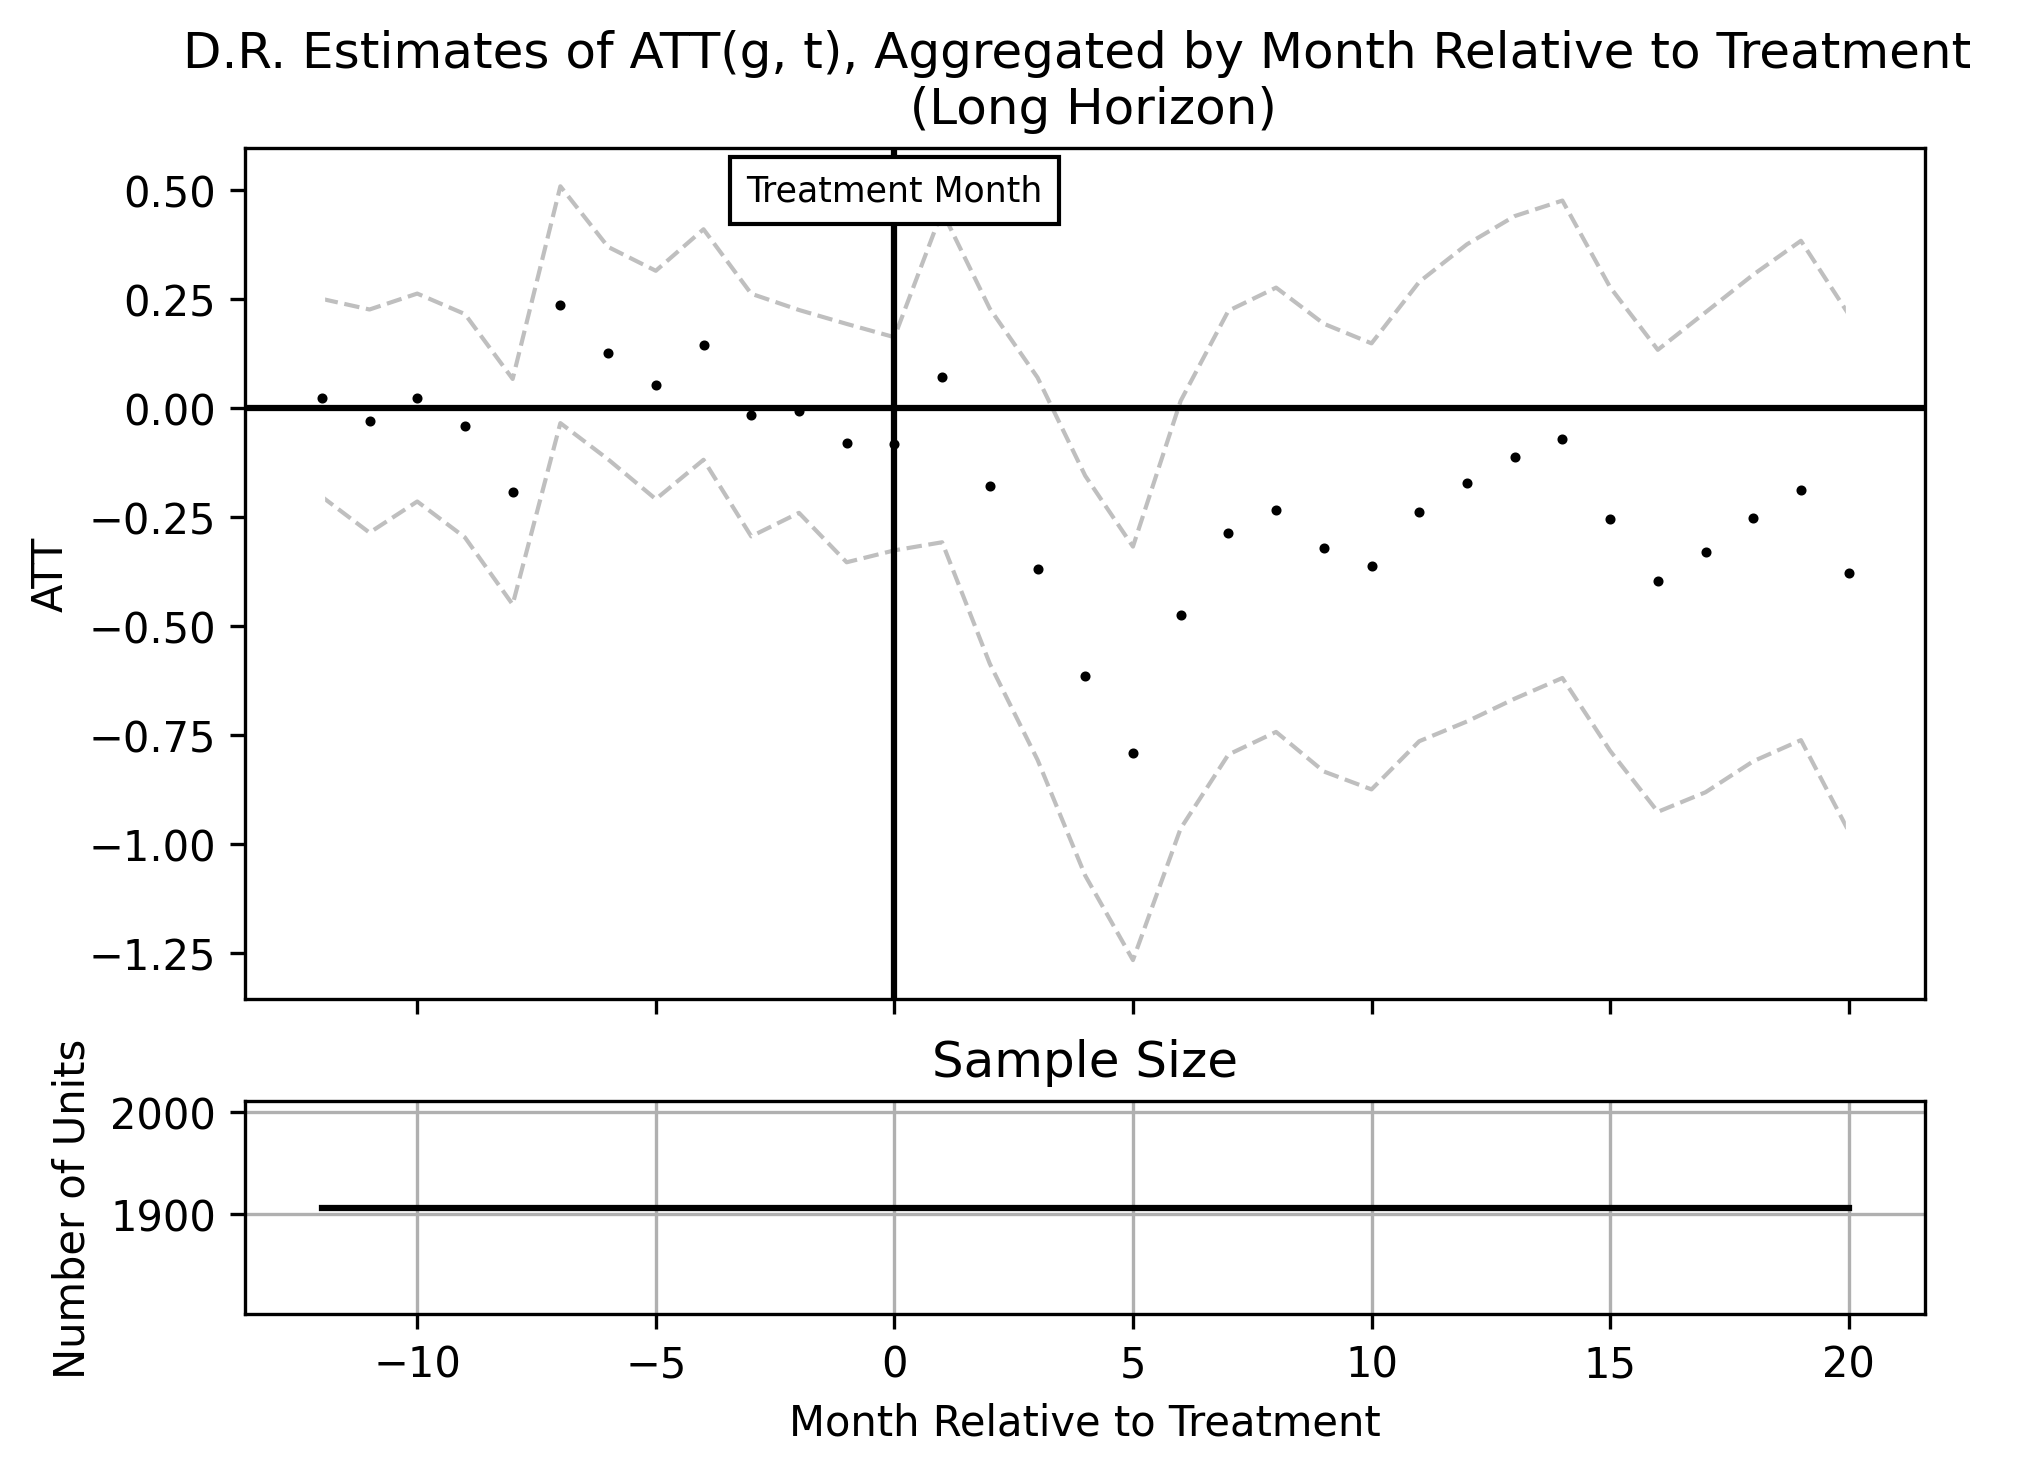 D.R. Estimates of ATT(g, t), Aggregated by Month Relative to Treatment
(Long Horizon)
Treatment Month
0.50
0.25
0.00
−0.25
−0.50
−0.75
−1.00
−1.25
ATT
Sample Size
2000
1900
Number of Units
−10 −5 0 5 10 15 20
Month Relative to Treatment